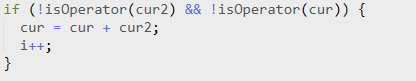 if (!isOperator(cur2) && !isOperator(cur)) {
  cur = cur + cur2;
  i++;
}